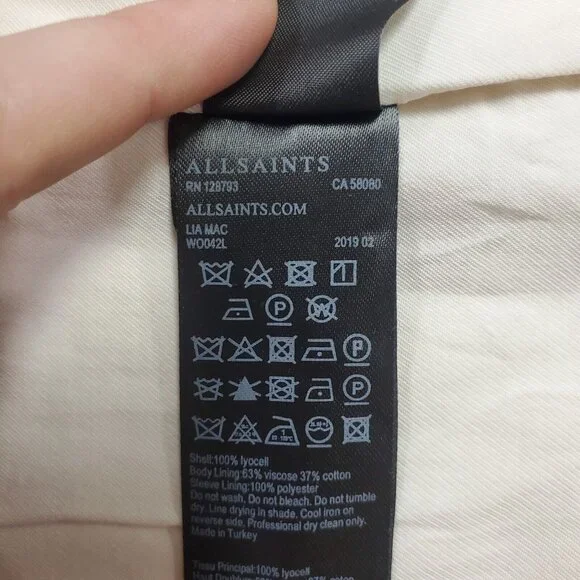 ALLSAINTS
RN 128793 CA 58080
ALLSAINTS.COM
LIA MAC
WO042L 2019 02
P W
P
P
Shell:100% lyocell
Body Lining:63% viscose 37% cotton
Sleeve Lining:100% polyester
Do not wash. Do not bleach. Do not tumble
dry. Line drying in shade. Cool iron on
reverse side. Professional dry clean only.
Made in Turkey
Tissu Principal:100% lyocell